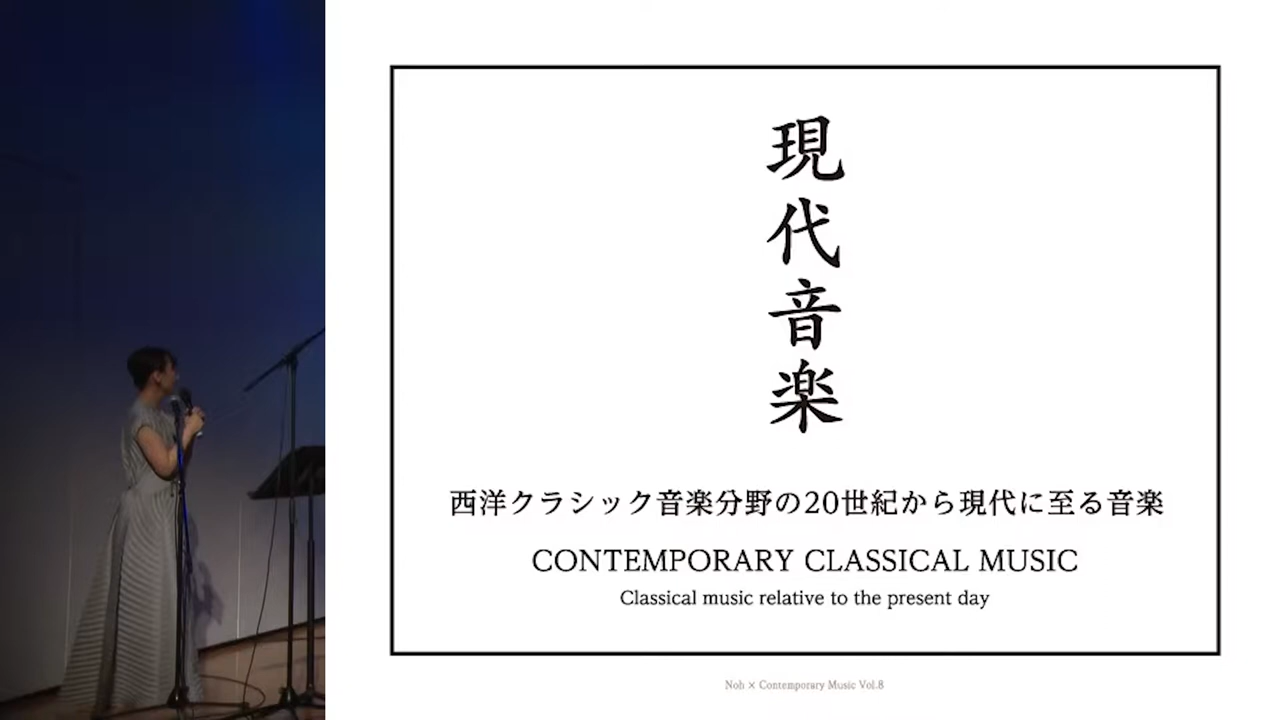 現代音楽
西洋クラシック音楽分野の20世紀から現代に至る音楽
CONTEMPORARY CLASSICAL MUSIC
Classical music relative to the present day
Noh × Contemporary Music Vol.8